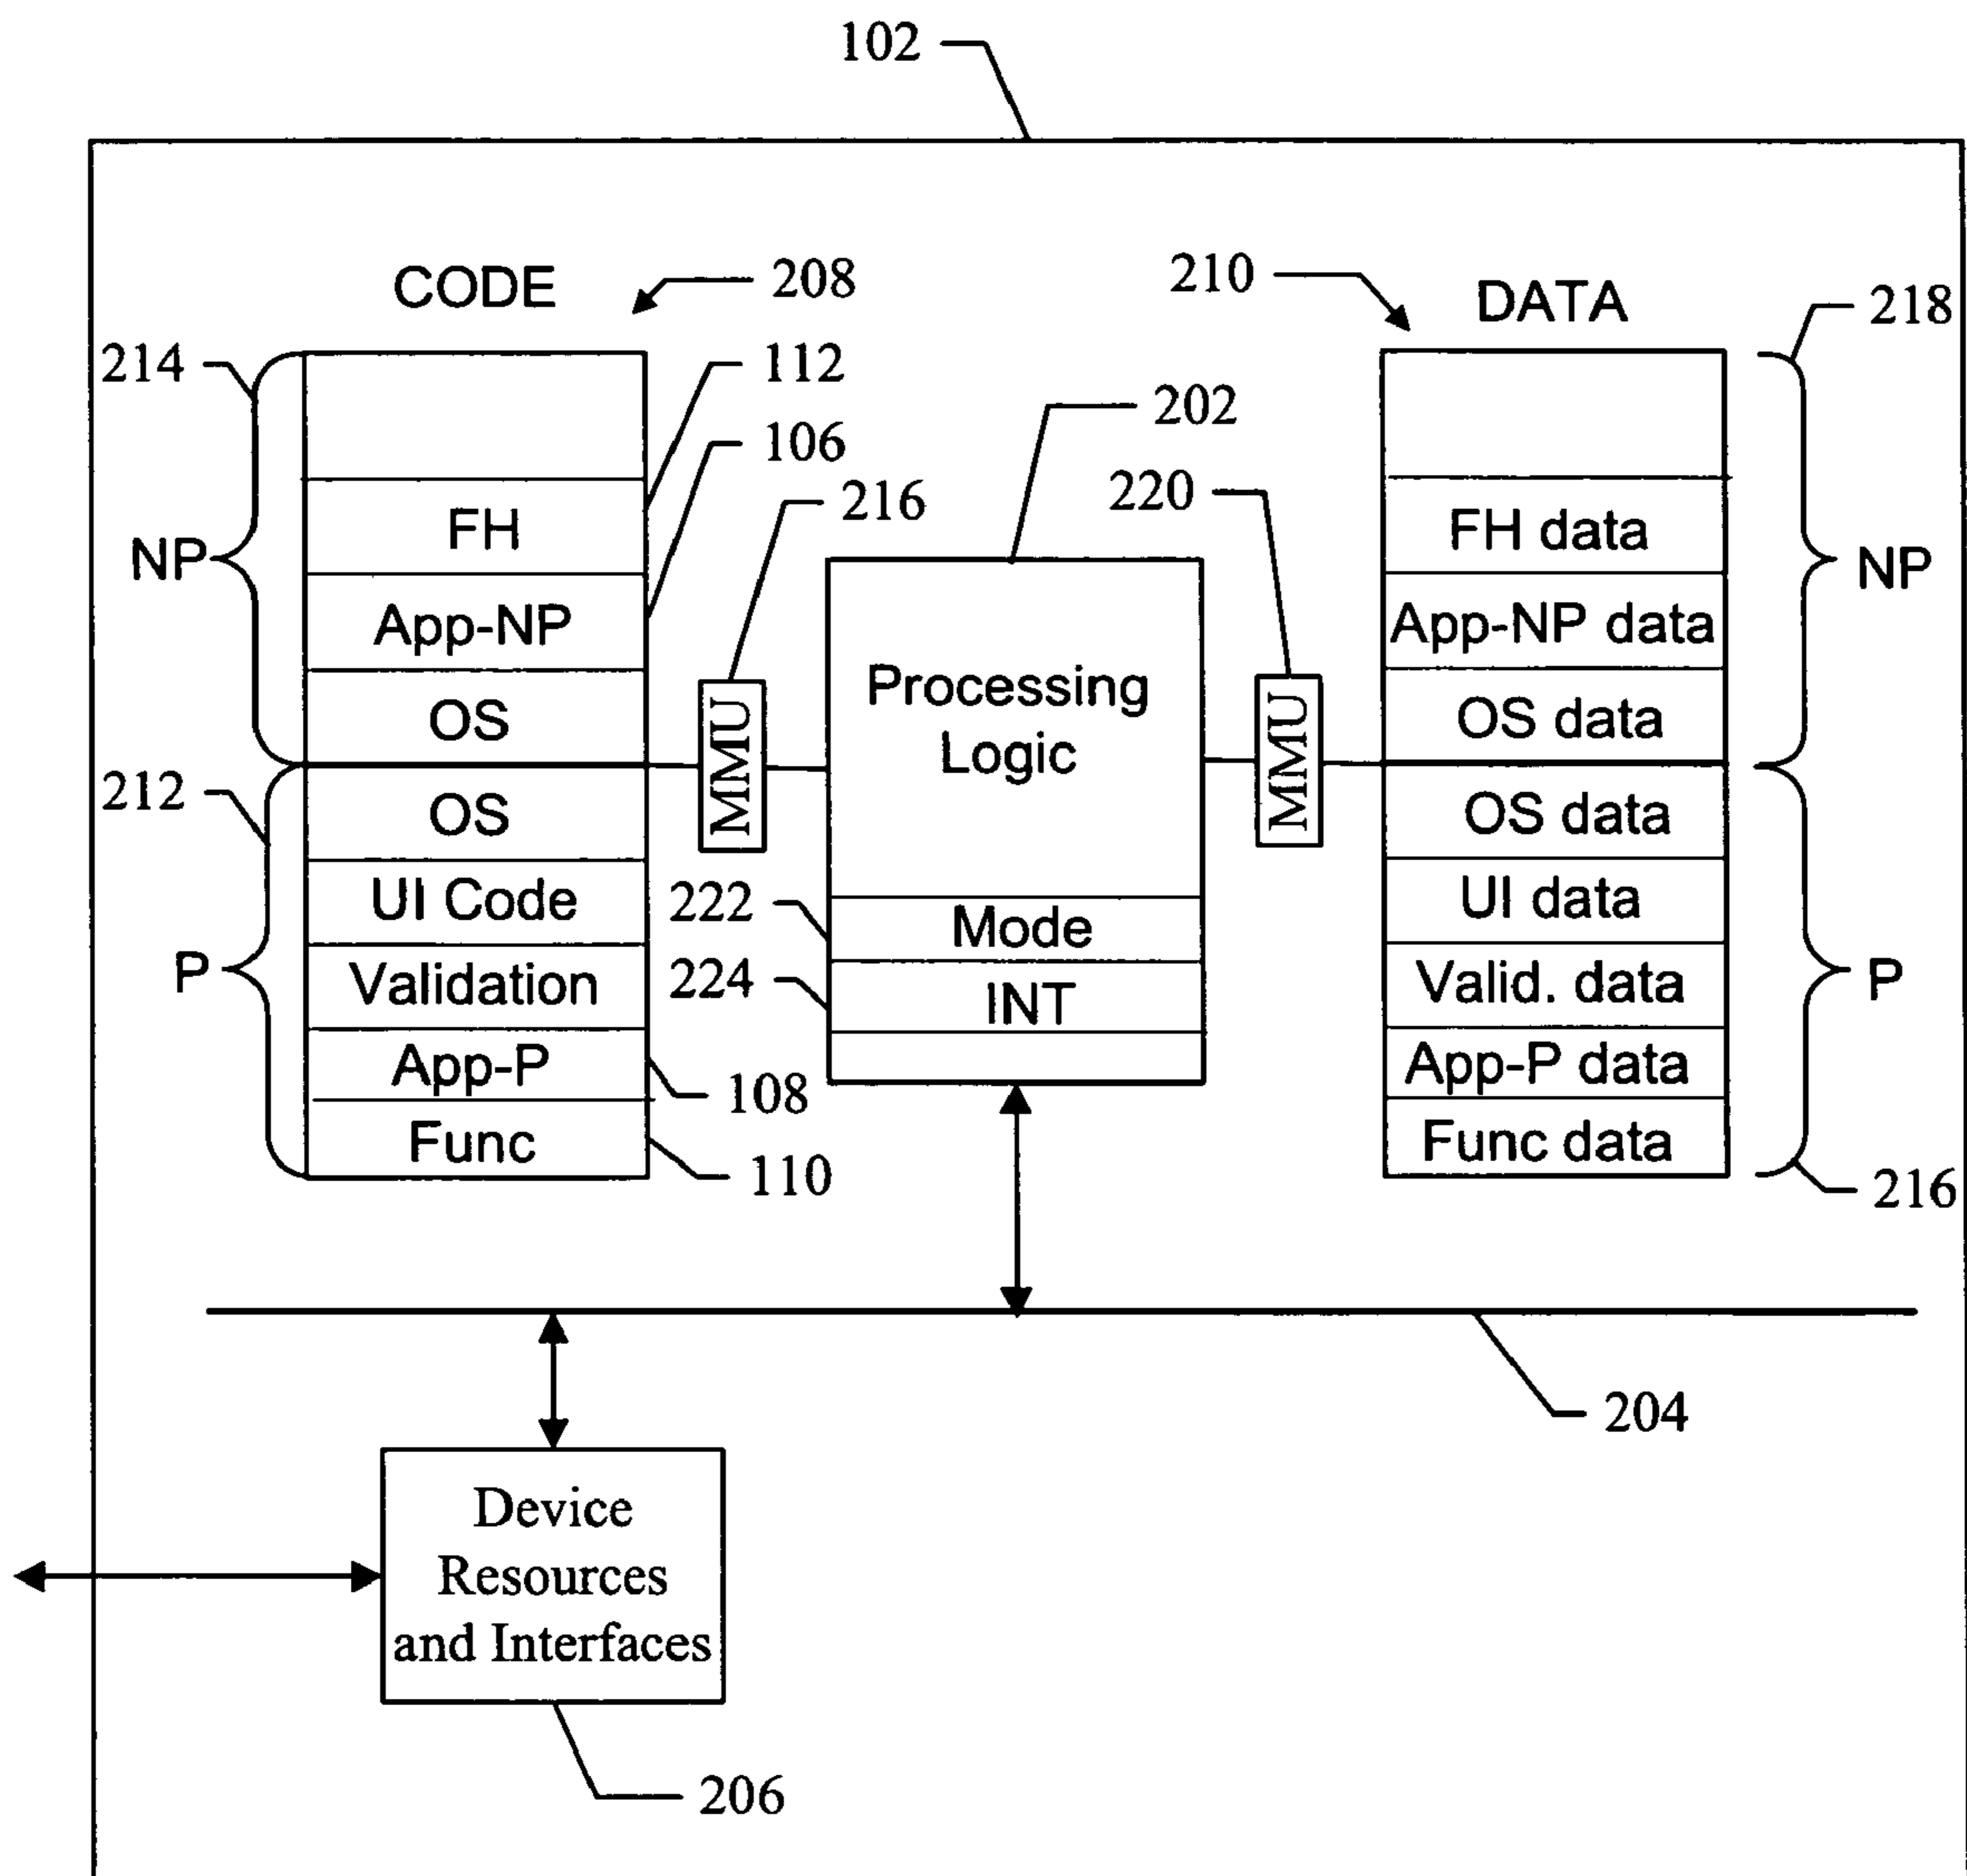 102
CODE
208
210
DATA
218
214
112
202
106
220
216
FH
FH data
NP
NP
App-NP
App-NP data
Processing
Logic
OS
OS data
MMU
MMU
212
OS
OS data
UI Code
UI data
222
Mode
P
P
Validation
Valid. data
224
INT
App-P
App-P data
108
Func
Func data
110
216
204
Device
Resources
and Interfaces
206